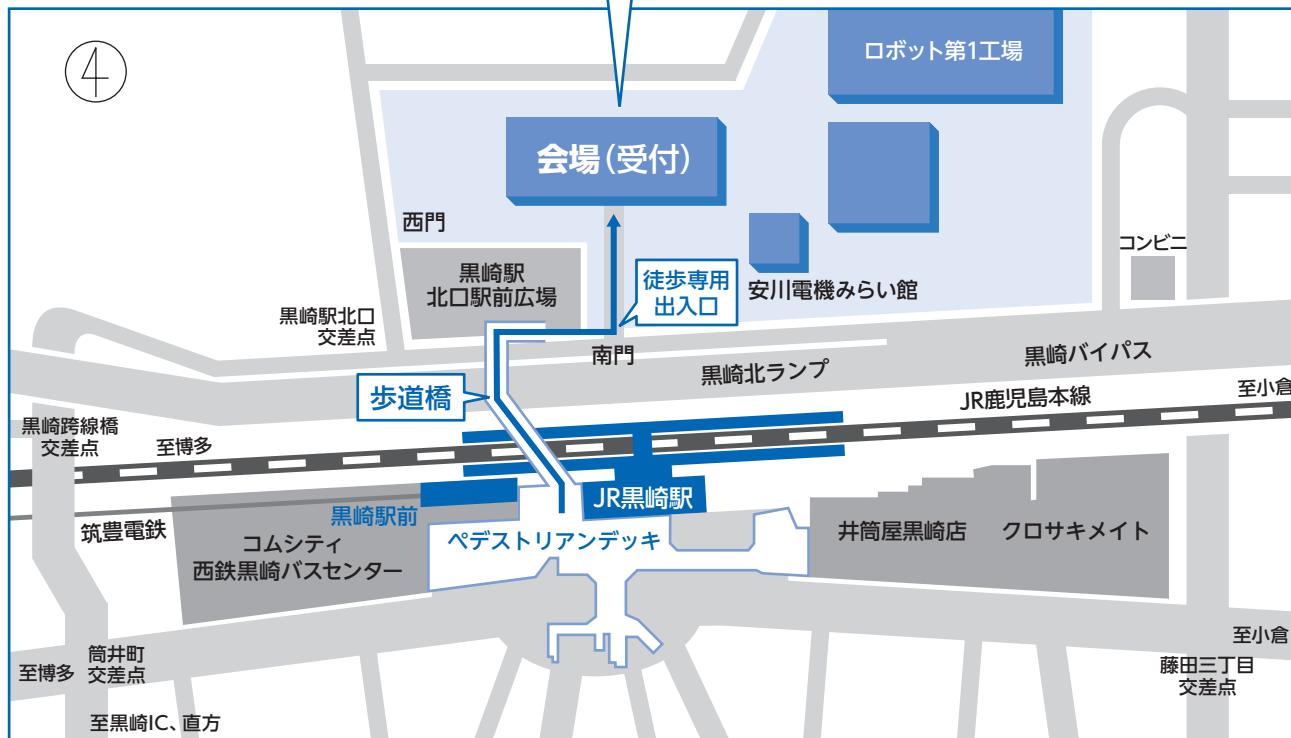 4
ロボット第1工場
会場(受付)
西門
黒崎駅
北口駅前広場
徒歩専用
出入口
安川電機みらい館
コンビニ
黒崎駅北口
交差点
南門
黒崎北ランプ
黒崎バイパス
歩道橋
JR鹿児島本線
至小倉
黒崎跨線橋
交差点
至博多
JR黒崎駅
黒崎駅前
筑豊電鉄
コムシティ
西鉄黒崎バスセンター
ペデストリアンデッキ
井筒屋黒崎店
クロサキメイト
至小倉
至博多
筒井町
交差点
藤田三丁目
交差点
至黒崎IC、直方